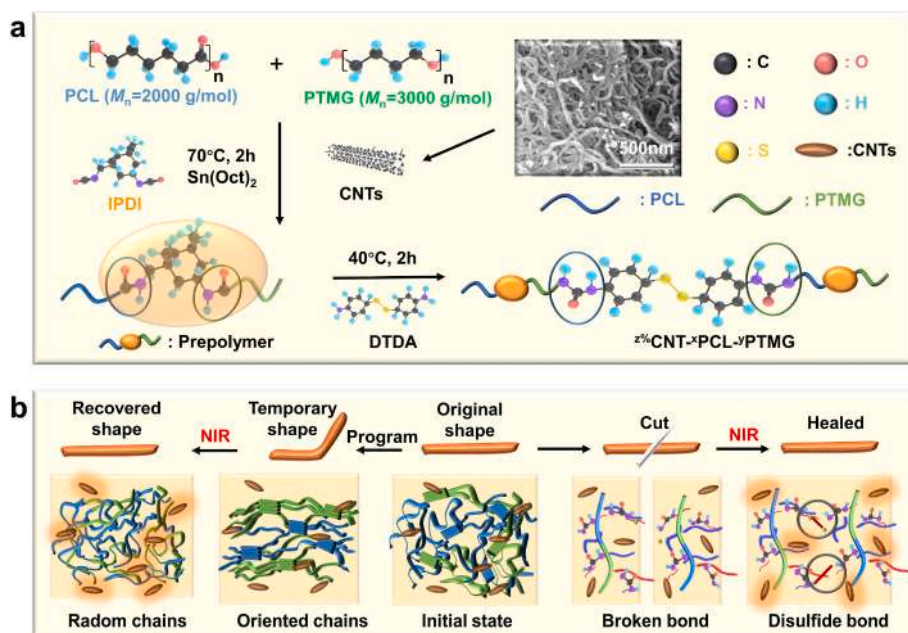 a
n
+
n
PCL (Mn=2000 g/mol)
PTMG (Mn=3000 g/mol)
500nm
: C
: O
: N
: H
: S
:CNTs
: PCL
: PTMG
70°C, 2h
Sn(Oct)2
IPDI
CNTs
40°C, 2h
: Prepolymer
DTDA
z%CNT-xPCL-yPTMG
b
Recovered
shape
NIR
Temporary
shape
Program
Original
shape
Cut
NIR
Healed
Radom chains
Oriented chains
Initial state
Broken bond
Disulfide bond